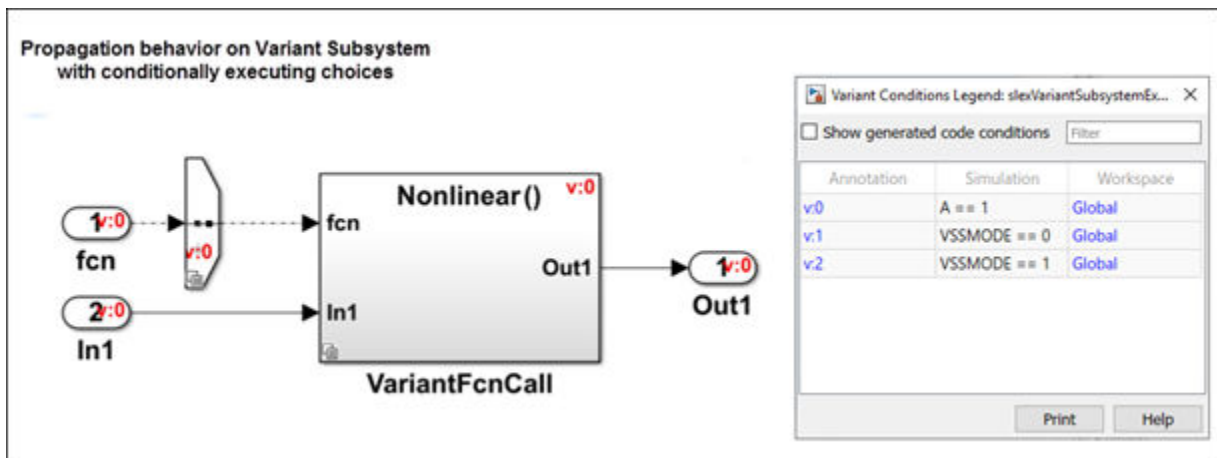 Propagation behavior on Variant Subsystem
with conditionally executing choices
1 v:0
fcn
v:0
2 v:0
In1
Nonlinear()
v:0
fcn
In1
Out1
VariantFcnCall
1 v:0
Out1
Variant Conditions Legend: slexVariantSubsystemEx...
Show generated code conditions
Filter
Annotation Simulation Workspace
v:0 A == 1 Global
v:1 VSSMODE == 0 Global
v:2 VSSMODE == 1 Global
Print Help